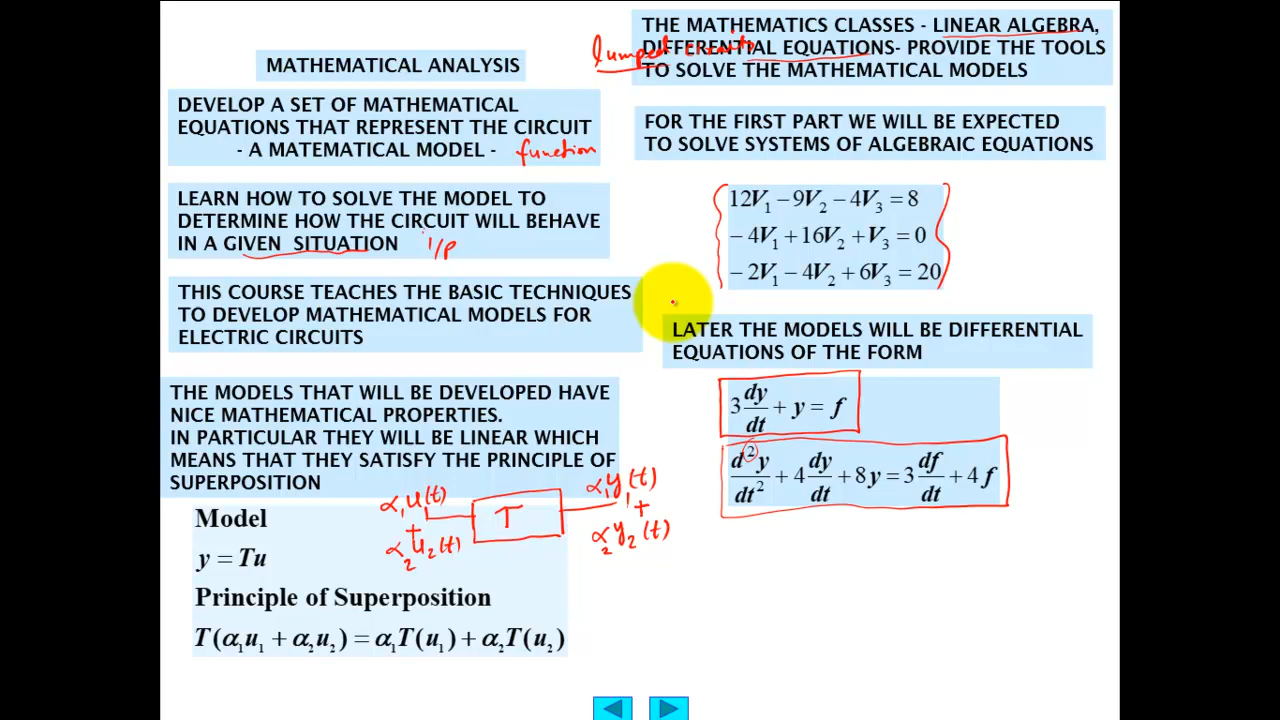 MATHEMATICAL ANALYSIS
DEVELOP A SET OF MATHEMATICAL
EQUATIONS THAT REPRESENT THE CIRCUIT
- A MATEMATICAL MODEL - function
LEARN HOW TO SOLVE THE MODEL TO
DETERMINE HOW THE CIRCUIT WILL BEHAVE
IN A GIVEN SITUATION i/p
THIS COURSE TEACHES THE BASIC TECHNIQUES
TO DEVELOP MATHEMATICAL MODELS FOR
ELECTRIC CIRCUITS
THE MODELS THAT WILL BE DEVELOPED HAVE
NICE MATHEMATICAL PROPERTIES.
IN PARTICULAR THEY WILL BE LINEAR WHICH
MEANS THAT THEY SATISFY THE PRINCIPLE OF
SUPERPOSITION
Model
y = Tu
Principle of Superposition
T(α₁u₁ + α₂u₂) = α₁T(u₁) + α₂T(u₂)
α₁u₁(t)
+
α₂u₂(t)
T
α₁y₁(t)
+
α₂y₂(t)
THE MATHEMATICS CLASSES - LINEAR ALGEBRA,
DIFFERENTIAL EQUATIONS- PROVIDE THE TOOLS
TO SOLVE THE MATHEMATICAL MODELS
lumped circuits
FOR THE FIRST PART WE WILL BE EXPECTED
TO SOLVE SYSTEMS OF ALGEBRAIC EQUATIONS
12V₁ − 9V₂ − 4V₃ = 8
− 4V₁ + 16V₂ + V₃ = 0
− 2V₁ − 4V₂ + 6V₃ = 20
LATER THE MODELS WILL BE DIFFERENTIAL
EQUATIONS OF THE FORM
3 dy/dt + y = f
d²y/dt² + 4 dy/dt + 8y = 3 df/dt + 4f